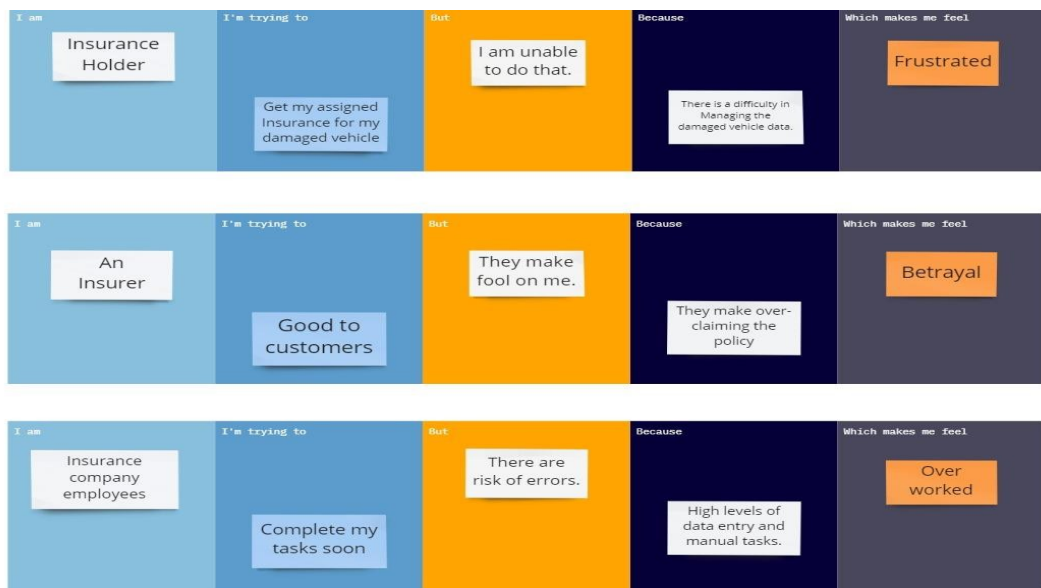 I am
Insurance
Holder
I'm trying to
Get my assigned
Insurance for my
damaged vehicle
But
I am unable
to do that.
Because
There is a difficulty in
Managing the
damaged vehicle data.
Which makes me feel
Frustrated
I am
An
Insurer
I'm trying to
Good to
customers
But
They make
fool on me.
Because
They make over-
claiming the
policy
Which makes me feel
Betrayal
I am
Insurance
company
employees
I'm trying to
Complete my
tasks soon
But
There are
risk of errors.
Because
High levels of
data entry and
manual tasks.
Which makes me feel
Over
worked